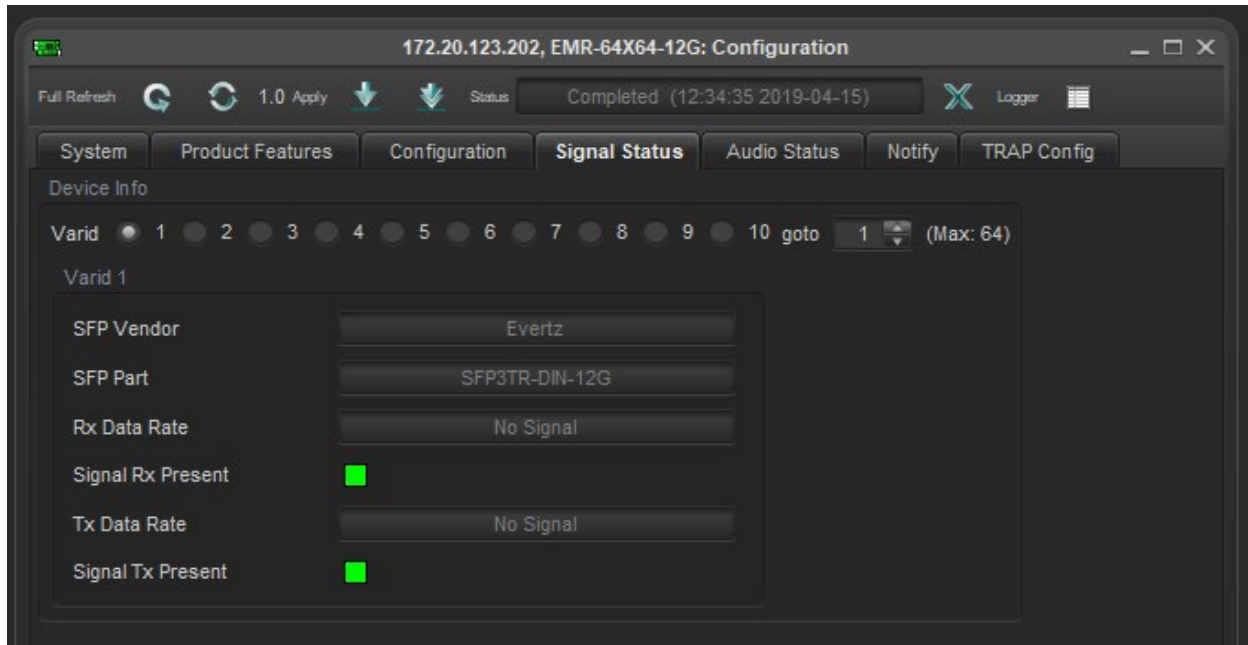 172.20.123.202, EMR-64X64-12G: Configuration
Full Refresh 1.0 Apply Status Completed (12:34:35 2019-04-15) Logger
System Product Features Configuration Signal Status Audio Status Notify TRAP Config
Device Info
Varid 1 2 3 4 5 6 7 8 9 10 goto 1 (Max: 64)
Varid 1
SFP Vendor Evertz
SFP Part SFP3TR-DIN-12G
Rx Data Rate No Signal
Signal Rx Present
Tx Data Rate No Signal
Signal Tx Present